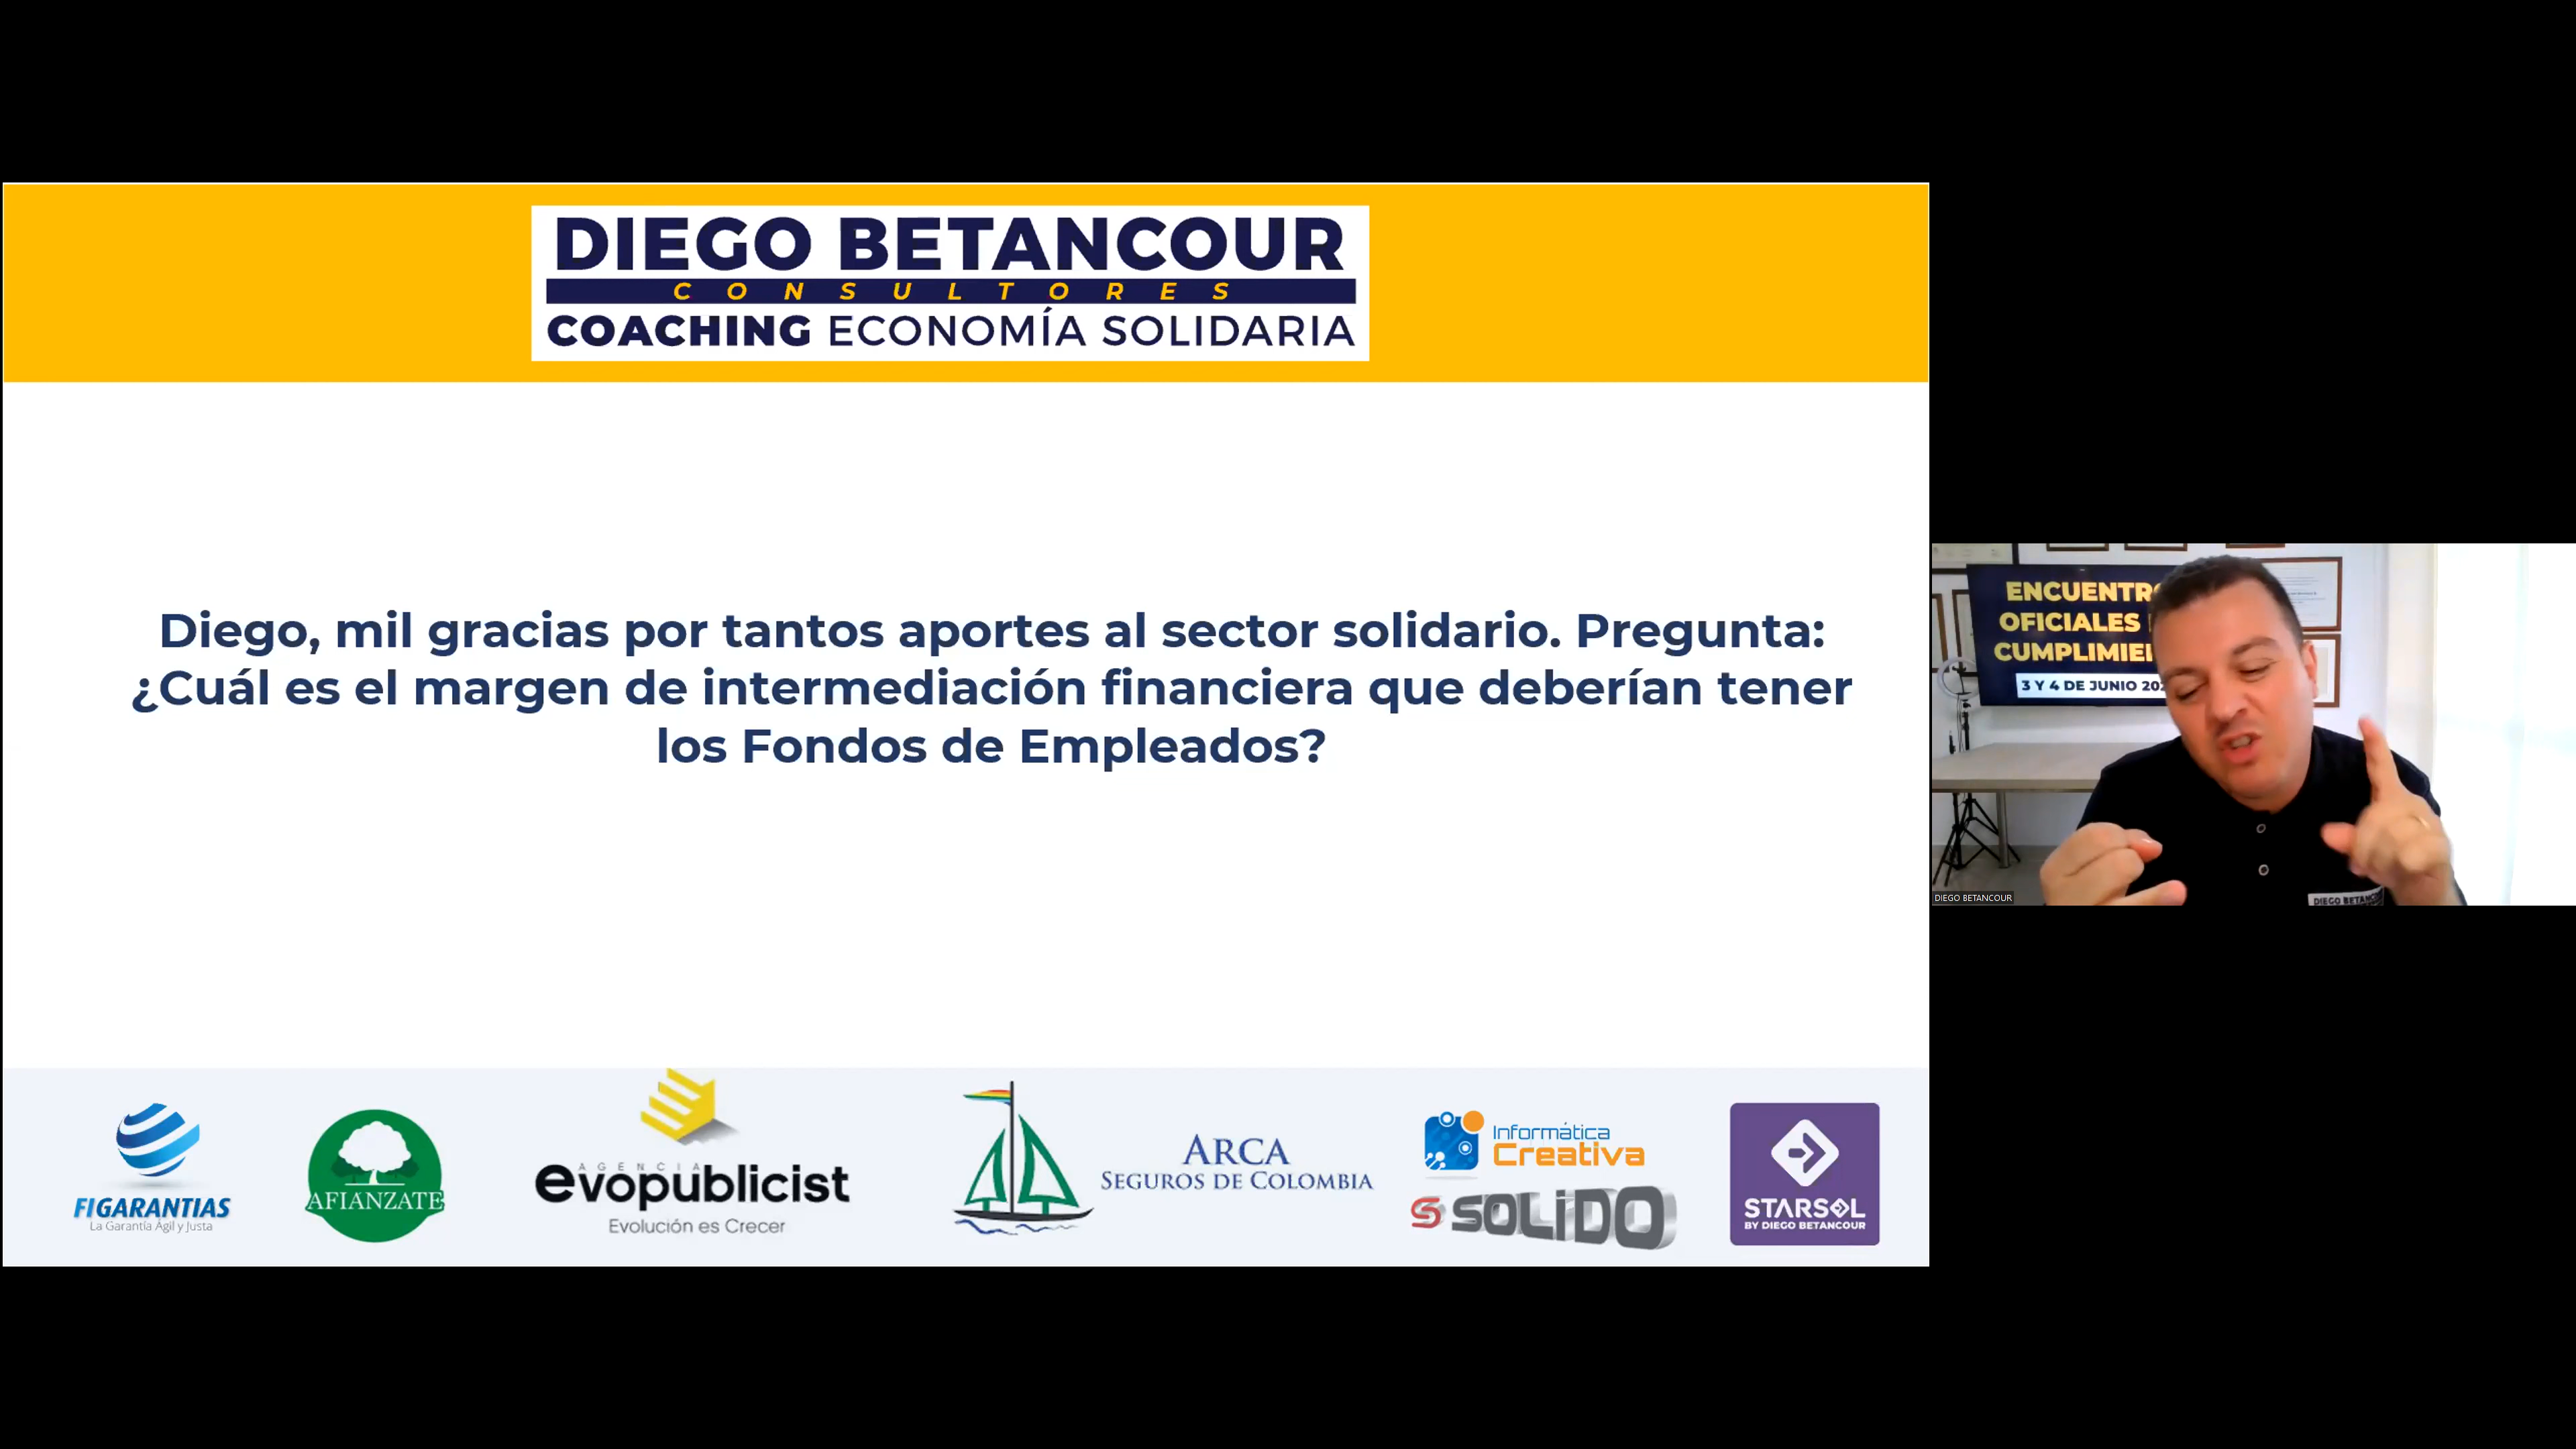 DIEGO BETANCOUR
CONSULTORES
COACHING ECONOMÍA SOLIDARIA
Diego, mil gracias por tantos aportes al sector solidario. Pregunta:
¿Cuál es el margen de intermediación financiera que deberían tener
los Fondos de Empleados?
FIGARANTIAS
La Garantía Ágil y Justa
AFIANZATE
AGENCIA
evopublicist
Evolución es Crecer
ARCA
SEGUROS DE COLOMBIA
Informática
Creativa
S SOLiDO
STARSOL
BY DIEGO BETANCOUR
ENCUENTRO
OFICIALES
3 Y 4 DE JUNIO
DIEGO BETANCOUR
DIEGO